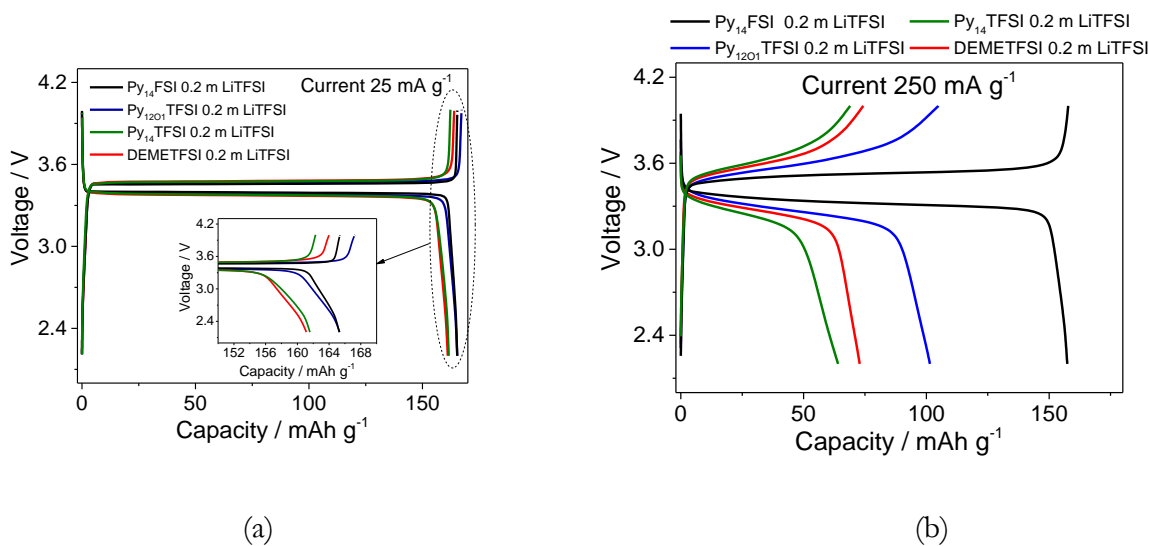 Py₁₄FSI 0.2 m LiTFSI
Py₁₂O₁TFSI 0.2 m LiTFSI
Py₁₄TFSI 0.2 m LiTFSI
DEMETFSI 0.2 m LiTFSI
Current 25 mA g⁻¹
4.2
3.6
3.0
2.4
Voltage / V
0
50
100
150
Capacity / mAh g⁻¹
4.2
3.6
3.0
2.4
Voltage / V
150
156
160
164
168
Capacity / mAh g⁻¹
(a)
Py₁₄FSI 0.2 m LiTFSI
Py₁₄TFSI 0.2 m LiTFSI
Py₁₂O₁TFSI 0.2 m LiTFSI
DEMETFSI 0.2 m LiTFSI
Current 250 mA g⁻¹
4.2
3.6
3.0
2.4
Voltage / V
0
50
100
150
Capacity / mAh g⁻¹
(b)